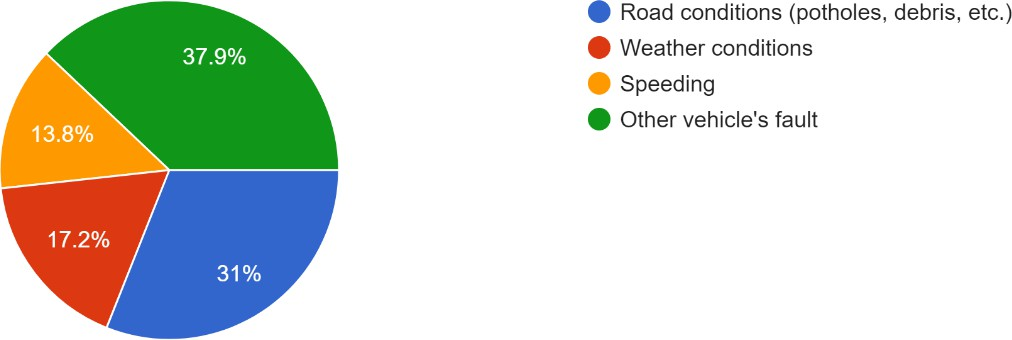 37.9%
13.8%
17.2%
31%
Road conditions (potholes, debris, etc.)
Weather conditions
Speeding
Other vehicle's fault